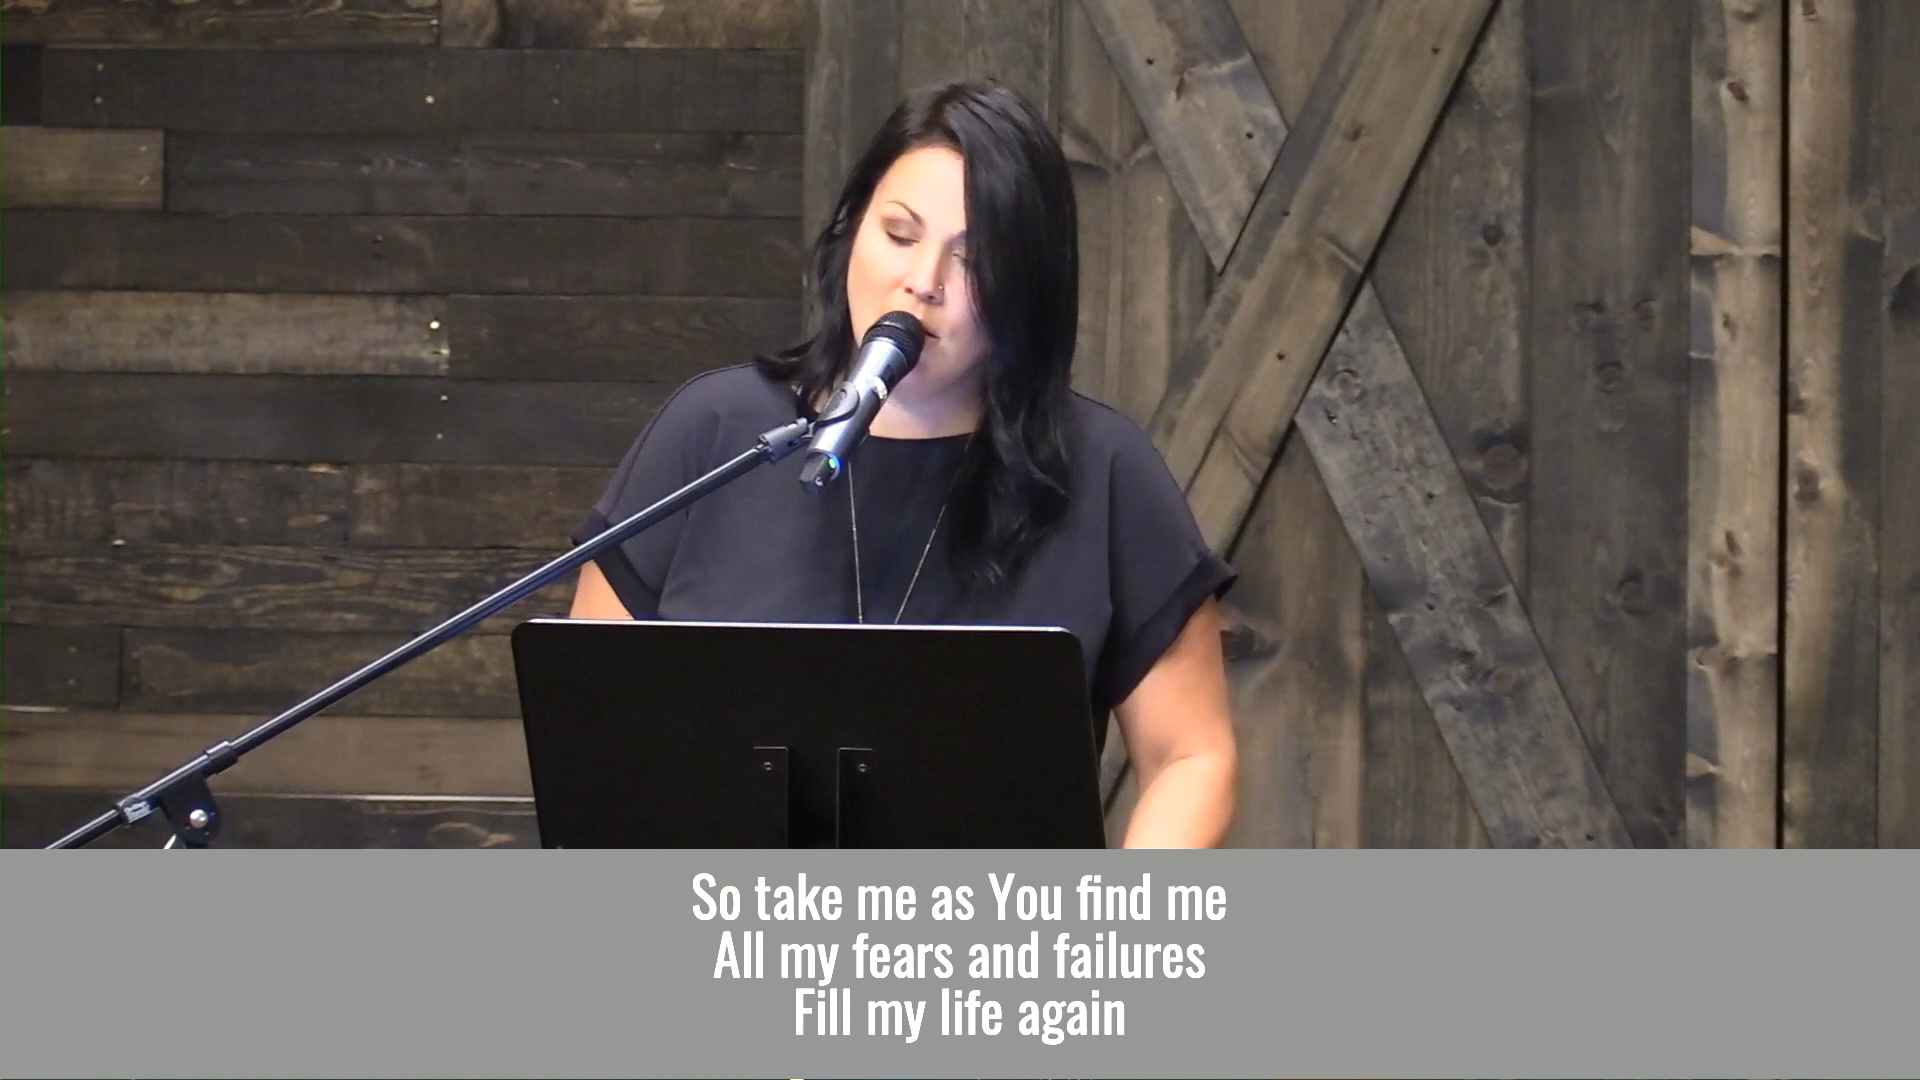 So take me as You find me
All my fears and failures
Fill my life again